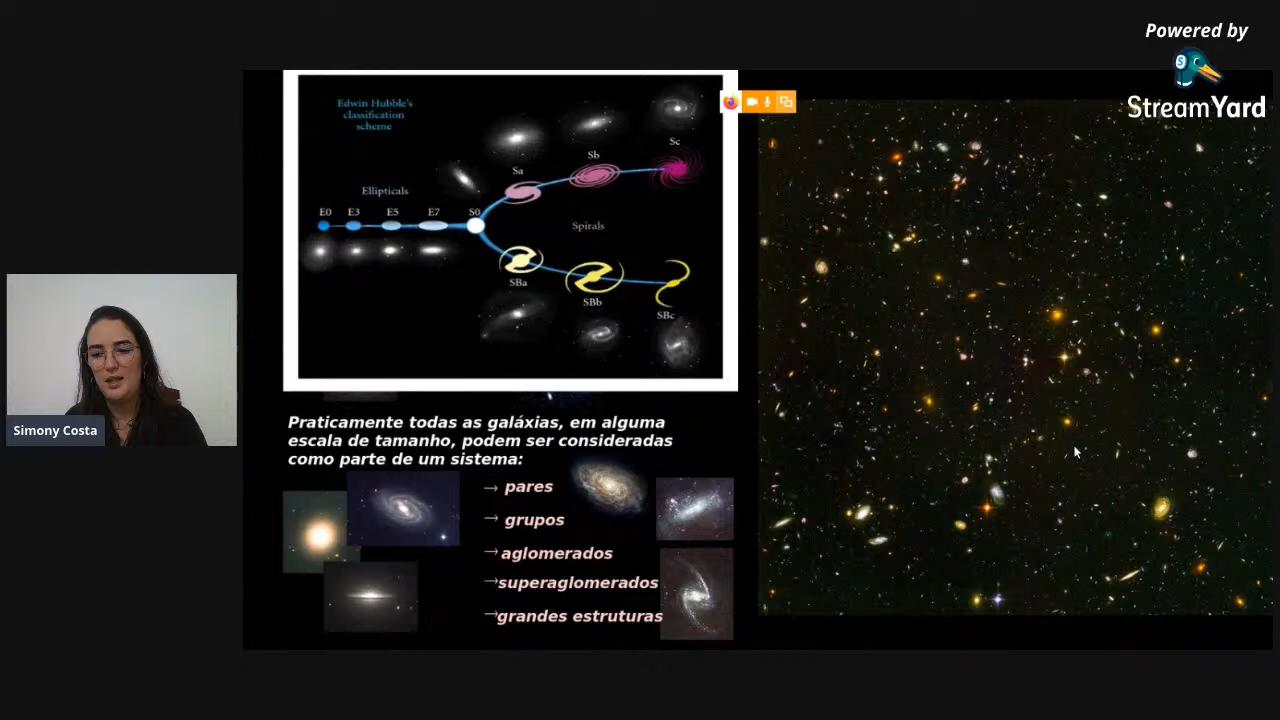 Powered by
StreamYard
Edwin Hubble's
classification
scheme
Sc
Sb
Sa
Ellipticals
E0 E3 E5 E7 S0
Spirals
SBa
SBb
SBc
Praticamente todas as galáxias, em alguma
escala de tamanho, podem ser consideradas
como parte de um sistema:
→ pares
→ grupos
→aglomerados
→superaglomerados
→grandes estruturas
Simony Costa